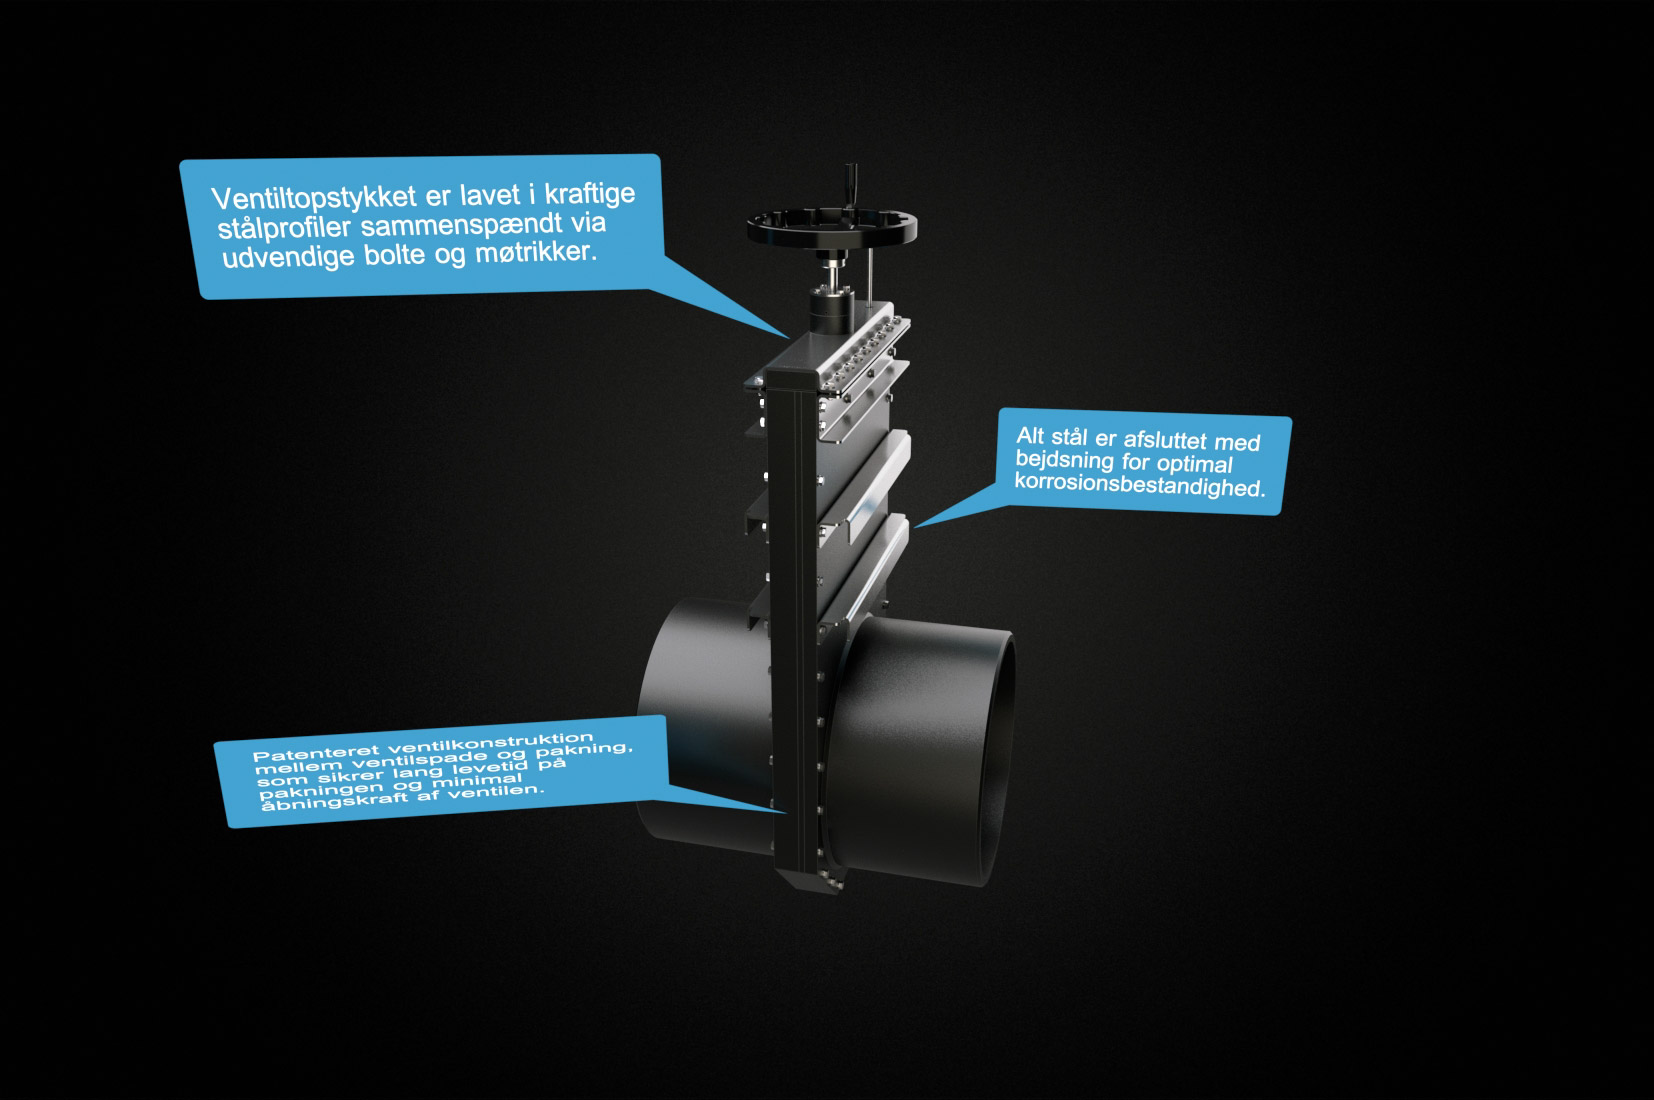 Ventiltopstykket er lavet i kraftige
stålprofiler sammenspændt via
udvendige bolte og møtrikker.
Alt stål er afsluttet med
bejdsning for optimal
korrosionsbestandighed.
Patenteret ventilkonstruktion
mellem ventilspade og pakning,
som sikrer lang levetid på
pakningen og minimal
åbningskraft af ventilen.